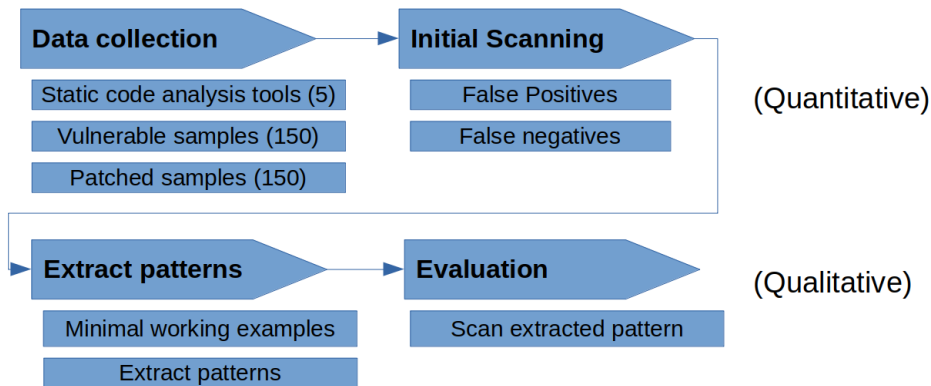 Data collection
Initial Scanning
Static code analysis tools (5)
Vulnerable samples (150)
Patched samples (150)
False Positives
False negatives
(Quantitative)
Extract patterns
Evaluation
Minimal working examples
Extract patterns
Scan extracted pattern
(Qualitative)